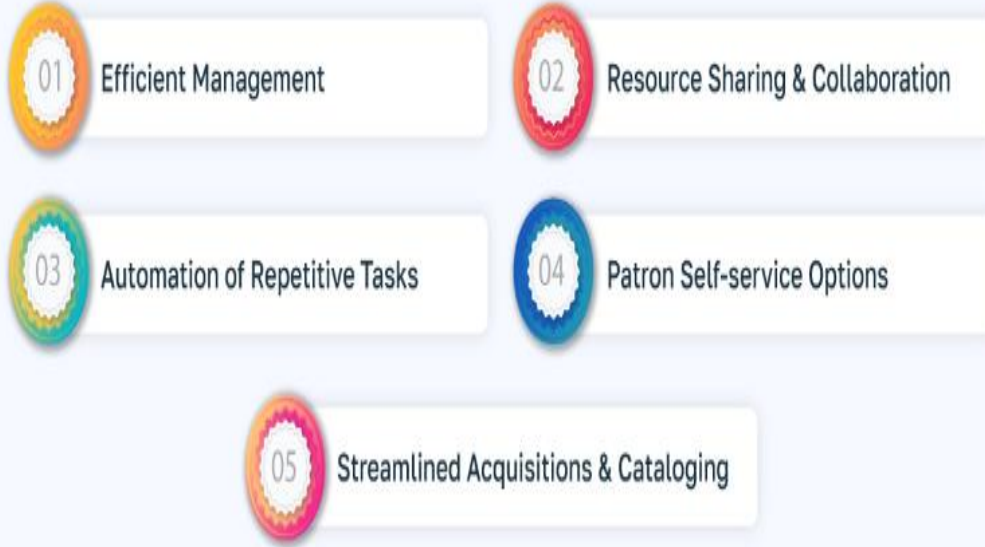 01
Efficient Management
02
Resource Sharing & Collaboration
03
Automation of Repetitive Tasks
04
Patron Self-service Options
05
Streamlined Acquisitions & Cataloging